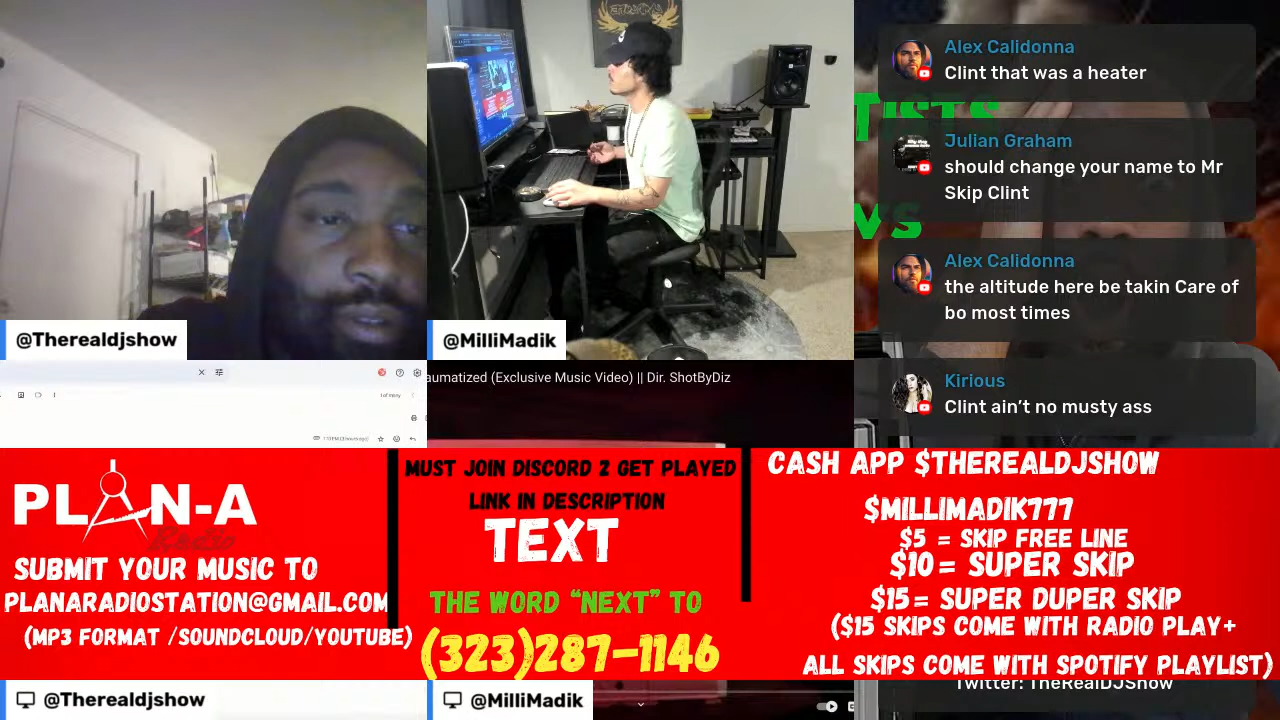 Alex Calidonna
Clint that was a heater
TISTS
Julian Graham
should change your name to Mr
Skip Clint
VS
Alex Calidonna
the altitude here be takin Care of
bo most times
Kirious
Clint ain’t no musty ass
@Therealdjshow
@MilliMadik
aumatized (Exclusive Music Video) || Dir. ShotByDiz
1 of many
PLAN-A
Radio
SUBMIT YOUR MUSIC TO
PLANARADIOSTATION@GMAIL.COM
(MP3 FORMAT /SOUNDCLOUD/YOUTUBE)
MUST JOIN DISCORD 2 GET PLAYED
LINK IN DESCRIPTION
TEXT
THE WORD “NEXT” TO
(323)287-1146
CASH APP $THEREALDJSHOW
$MILLIMADIK777
$5 = SKIP FREE LINE
$10 = SUPER SKIP
$15 = SUPER DUPER SKIP
($15 SKIPS COME WITH RADIO PLAY+
ALL SKIPS COME WITH SPOTIFY PLAYLIST)
@Therealdjshow
@MilliMadik
Twitter: TheRealDJShow